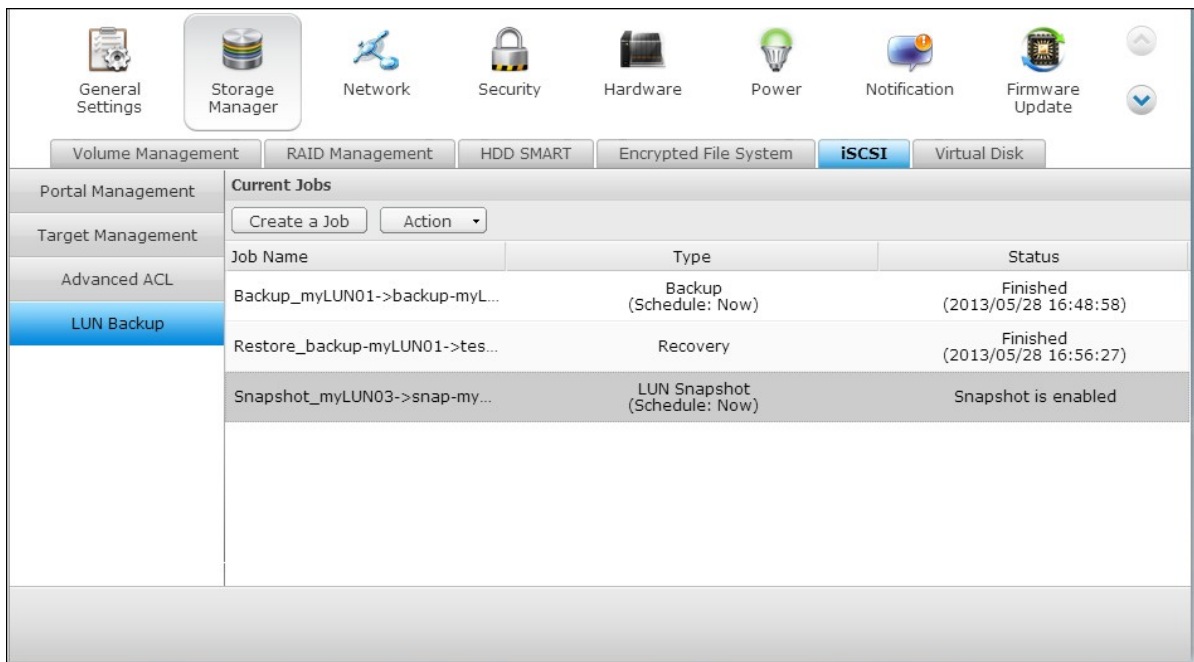 General Settings
Storage Manager
Network
Security
Hardware
Power
Notification
Firmware Update
Volume Management
RAID Management
HDD SMART
Encrypted File System
iSCSI
Virtual Disk
Portal Management
Target Management
Advanced ACL
LUN Backup
Current Jobs
Create a Job
Action
Job Name Type Status
Backup_myLUN01->backup-myL... Backup Finished
(Schedule: Now) (2013/05/28 16:48:58)
Restore_backup-myLUN01->tes... Recovery Finished
(2013/05/28 16:56:27)
Snapshot_myLUN03->snap-my... LUN Snapshot Snapshot is enabled
(Schedule: Now)